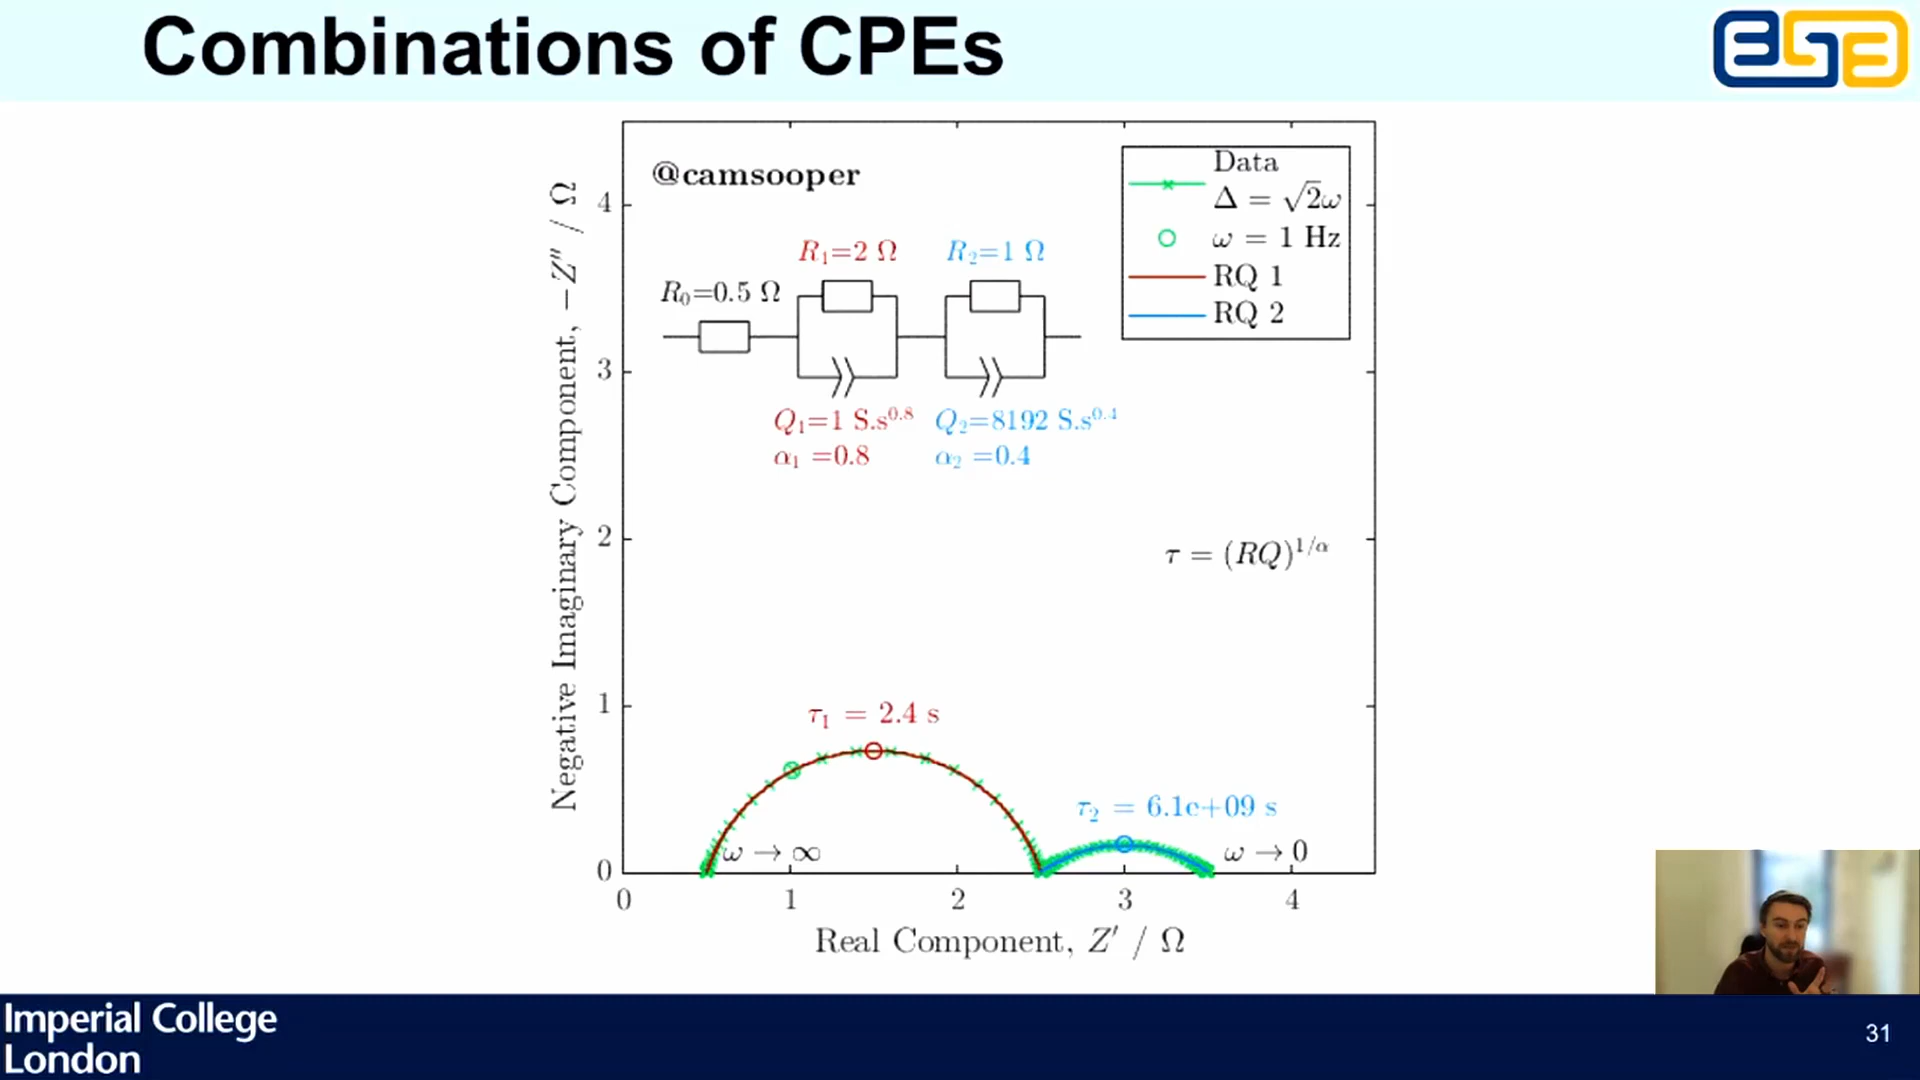 Combinations of CPEs
@camsooper
Data
Δ = √2ω
ω = 1 Hz
RQ 1
RQ 2
R₁=2 Ω
R₂=1 Ω
R₀=0.5 Ω
Q₁=1 S.s⁰·⁸
Q₂=8192 S.s⁰·⁴
α₁ =0.8
α₂ =0.4
τ = (RQ)^{1/α}
τ₁ = 2.4 s
τ₂ = 6.1e+09 s
ω → ∞
ω → 0
4
3
2
1
0
0 1 2 3 4
Negative Imaginary Component, −Z″ / Ω
Real Component, Z′ / Ω
Imperial College
London
31